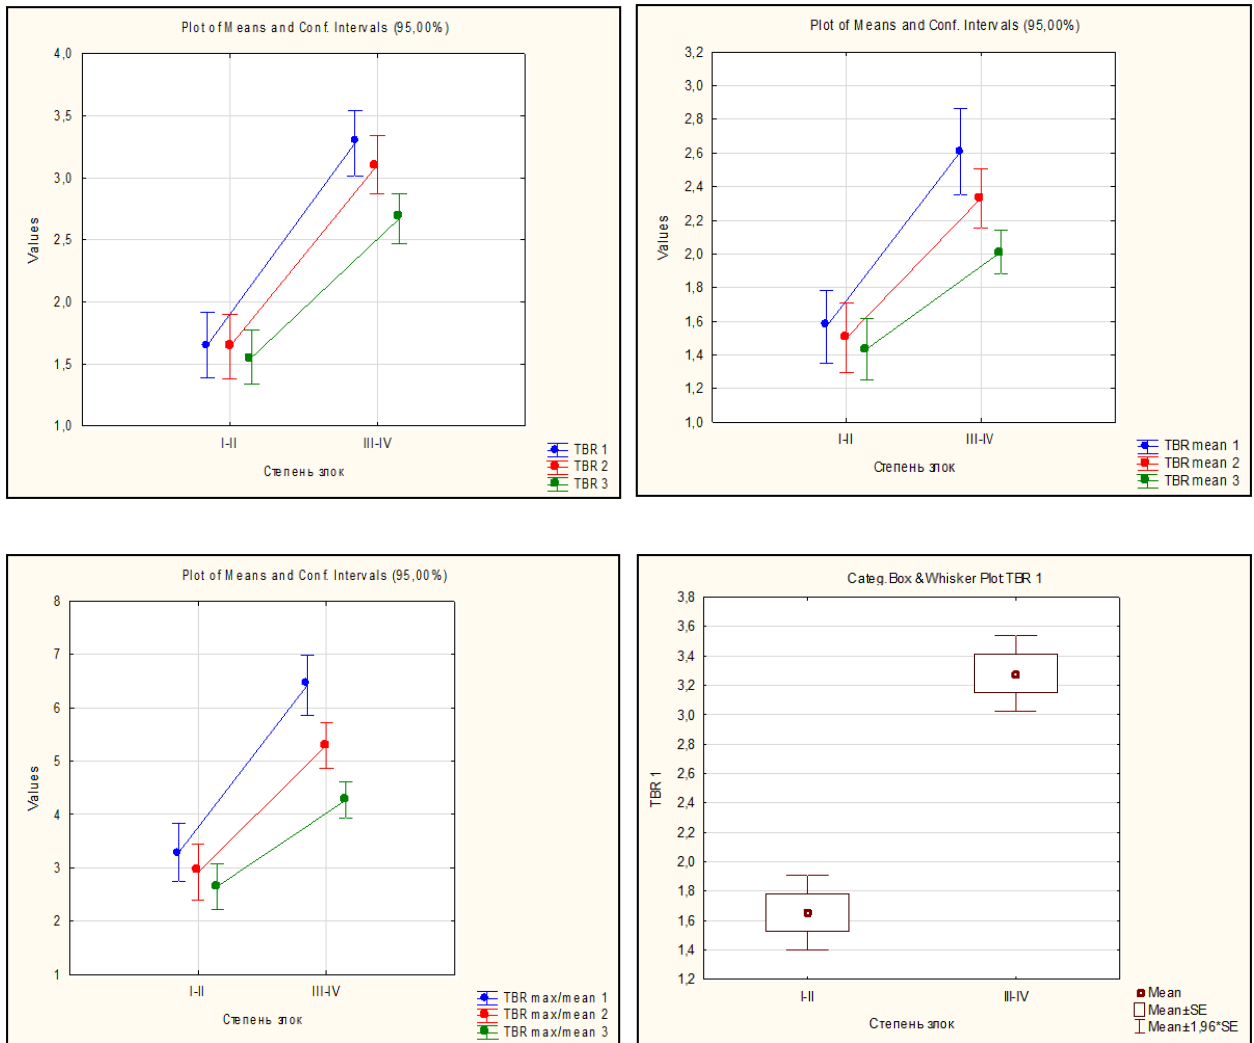 Plot of Means and Conf. Intervals (95,00%)
4,0
3,5
3,0
2,5
2,0
1,5
1,0
Values
I-II
III-IV
Степень злок
TBR 1
TBR 2
TBR 3
Plot of Means and Conf. Intervals (95,00%)
3,2
3,0
2,8
2,6
2,4
2,2
2,0
1,8
1,6
1,4
1,2
1,0
Values
I-II
III-IV
Степень злок
TBR mean 1
TBR mean 2
TBR mean 3
Plot of Means and Conf. Intervals (95,00%)
8
7
6
5
4
3
2
1
Values
I-II
III-IV
Степень злок
TBR max/mean 1
TBR max/mean 2
TBR max/mean 3
Categ. Box & Whisker Plot: TBR 1
3,8
3,6
3,4
3,2
3,0
2,8
2,6
2,4
2,2
2,0
1,8
1,6
1,4
1,2
TBR 1
I-II
III-IV
Степень злок
Mean
Mean±SE
Mean±1,96*SE